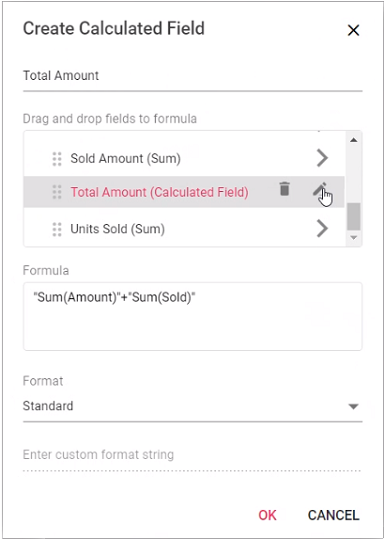 Create Calculated Field
Total Amount
Drag and drop fields to formula
Sold Amount (Sum)
Total Amount (Calculated Field)
Units Sold (Sum)
Formula
"Sum(Amount)"+"Sum(Sold)"
Format
Standard
Enter custom format string
OK CANCEL